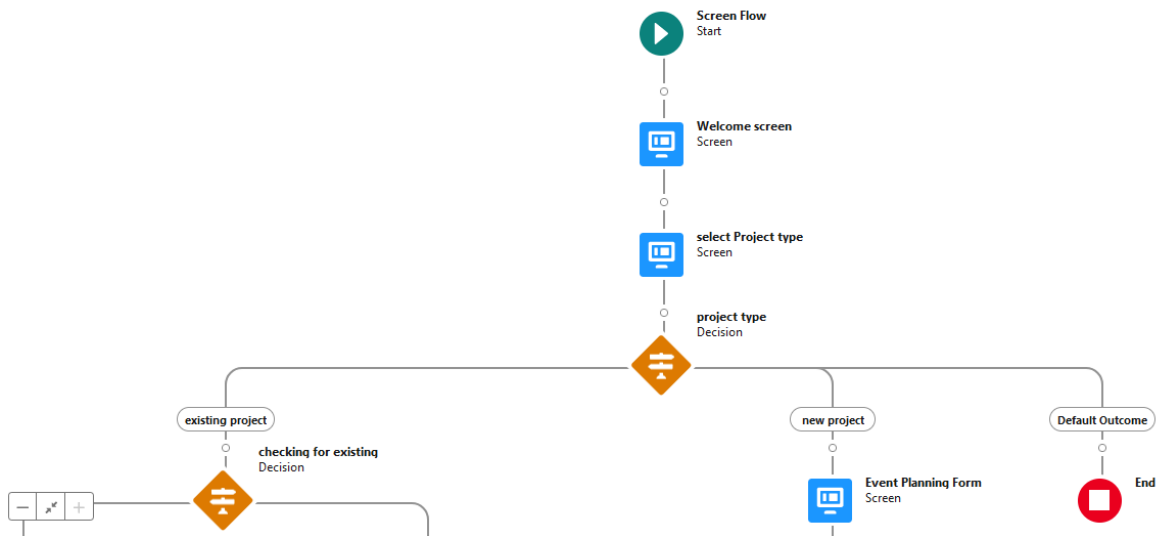 Screen Flow
Start
Welcome screen
Screen
select Project type
Screen
project type
Decision
existing project
new project
Default Outcome
checking for existing
Decision
Event Planning Form
Screen
End